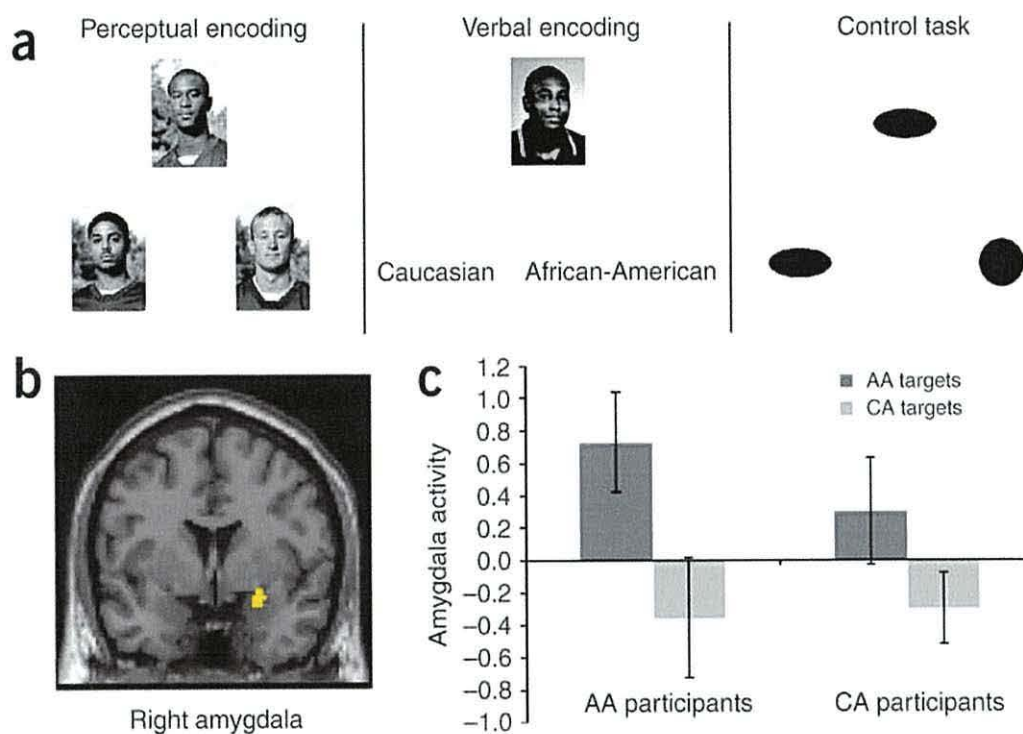 a
Perceptual encoding
Verbal encoding
Control task
Caucasian
African-American
b
Right amygdala
c
Amygdala activity
1.2
1.0
0.8
0.6
0.4
0.2
0.0
−0.2
−0.4
−0.6
−0.8
−1.0
AA targets
CA targets
AA participants
CA participants